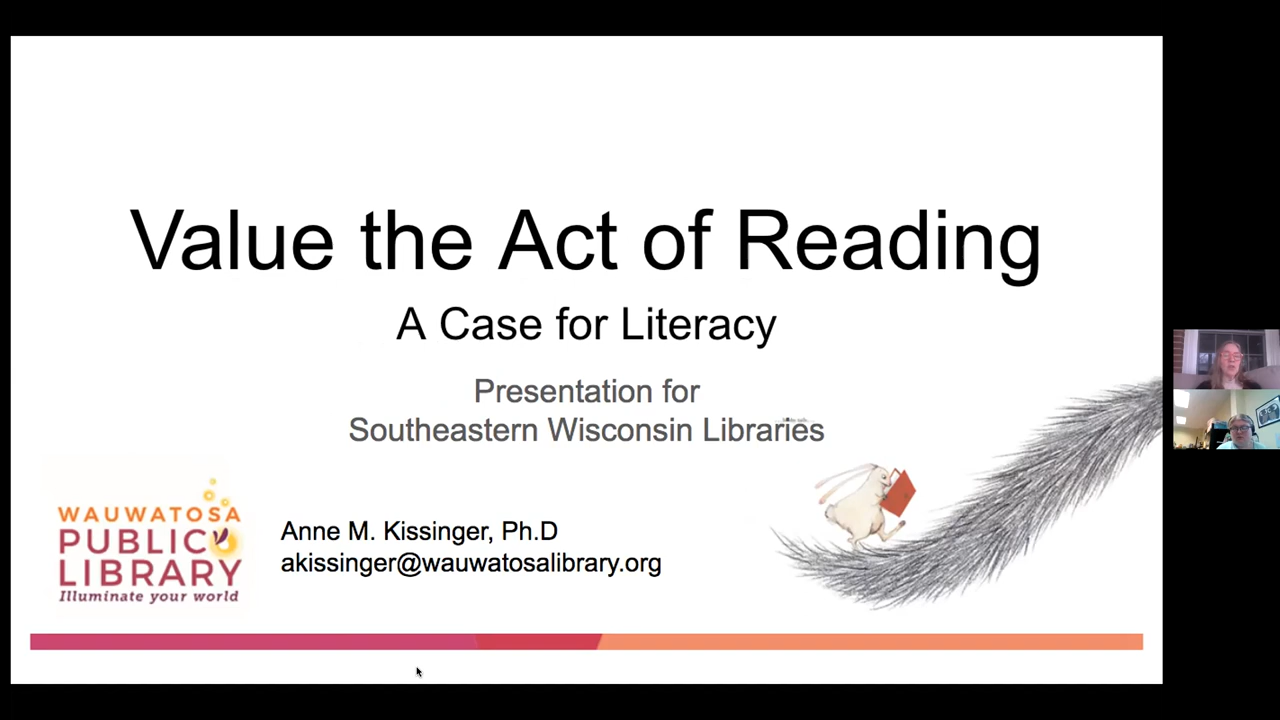 Value the Act of Reading
A Case for Literacy
Presentation for
Southeastern Wisconsin Libraries
WAUWATOSA
PUBLIC
LIBRARY
Illuminate your world
Anne M. Kissinger, Ph.D
akissinger@wauwatosalibrary.org